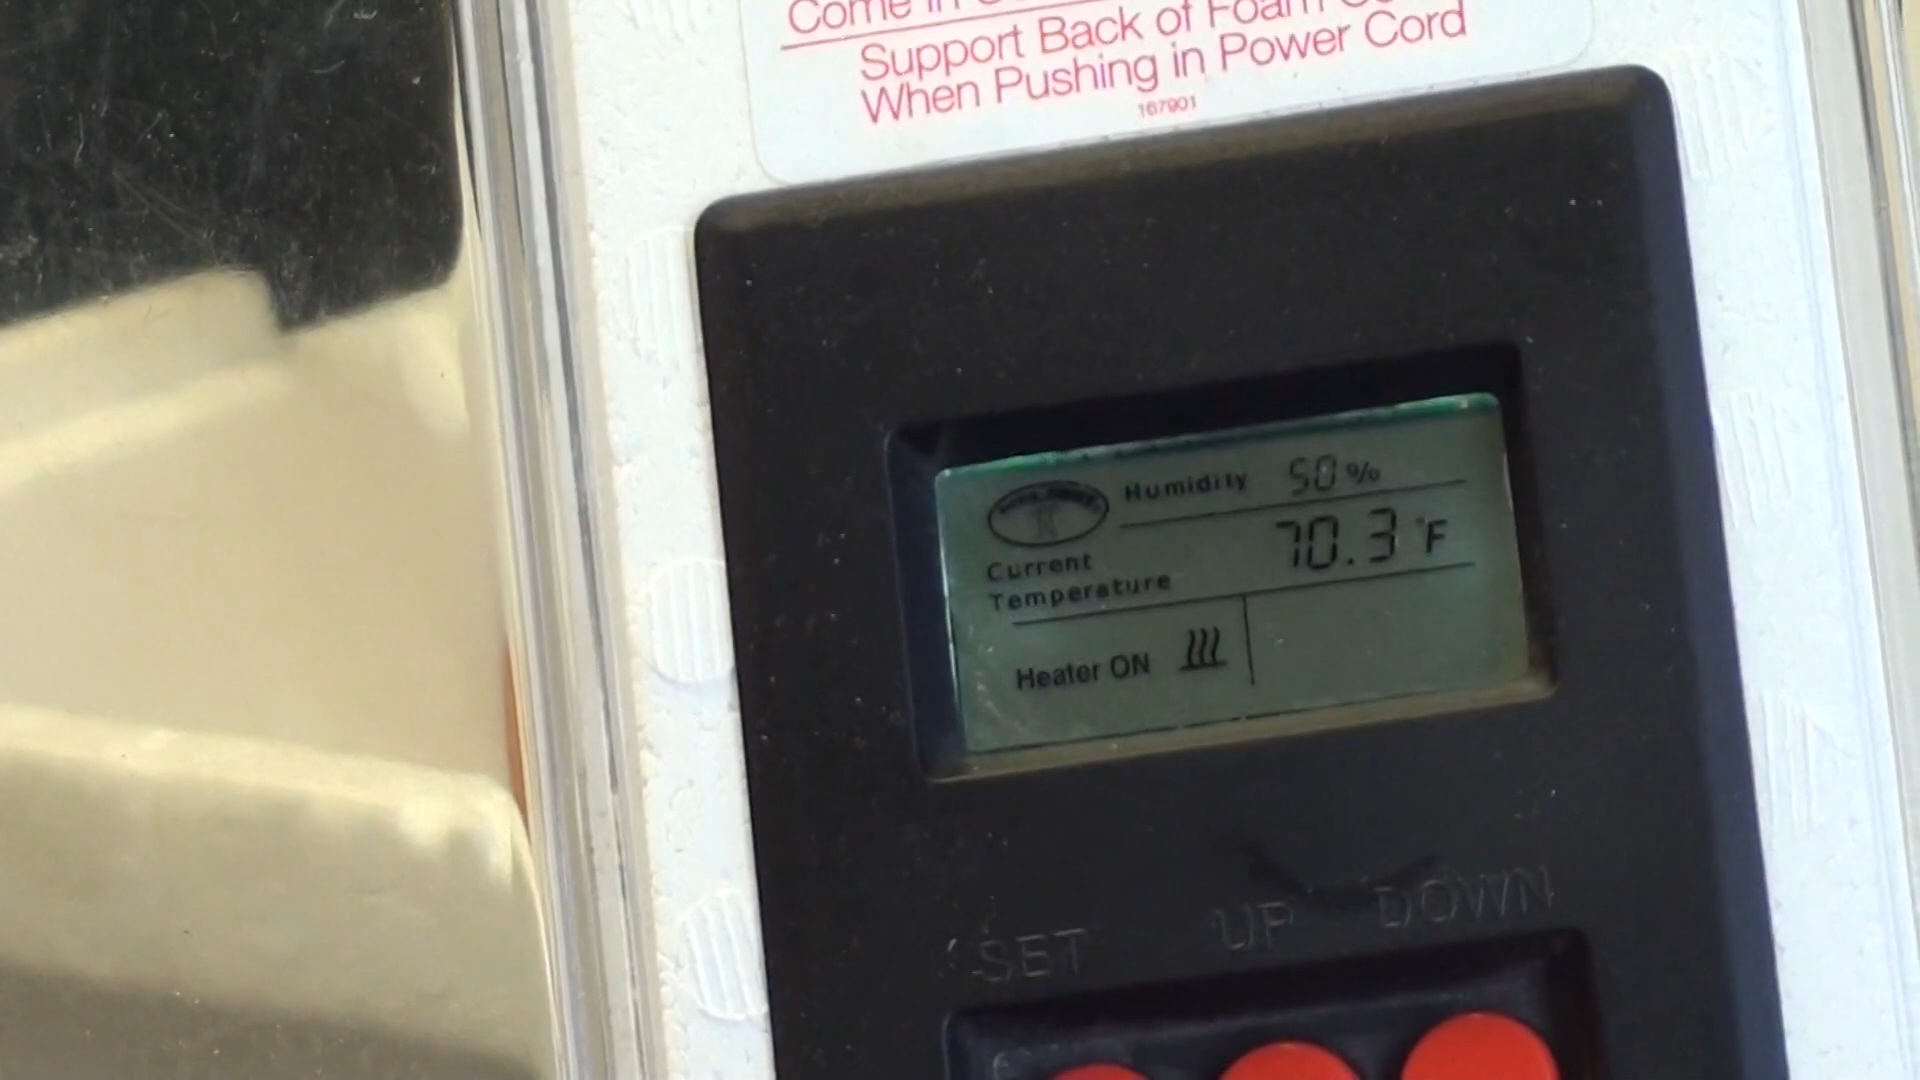 Come in
Support Back of Foam
When Pushing in Power Cord
167901
Humidity 50%
70.3 °F
Current
Temperature
Heater ON
SET UP DOWN